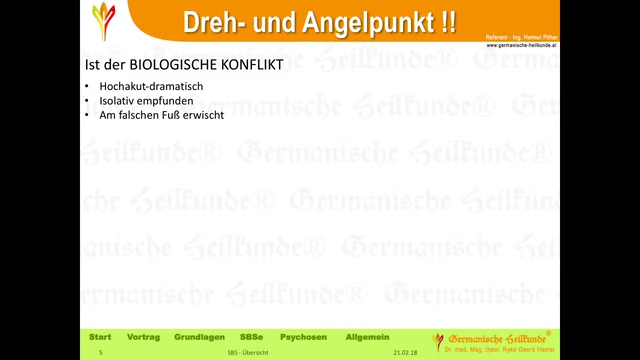 Dreh- und Angelpunkt !!
Referent - Ing. Helmut Pilhar
www.germanische-heilkunde.at
Ist der BIOLOGISCHE KONFLIKT
• Hochakut-dramatisch
• Isolativ empfunden
• Am falschen Fuß erwischt
Germanische Heilkunde®
Start Vortrag Grundlagen SBSe Psychosen Allgemein
Germanische Heilkunde®
Dr. med. Mag. theol. Ryke Geerd Hamer
5 SBS - Übersicht 21.02.18